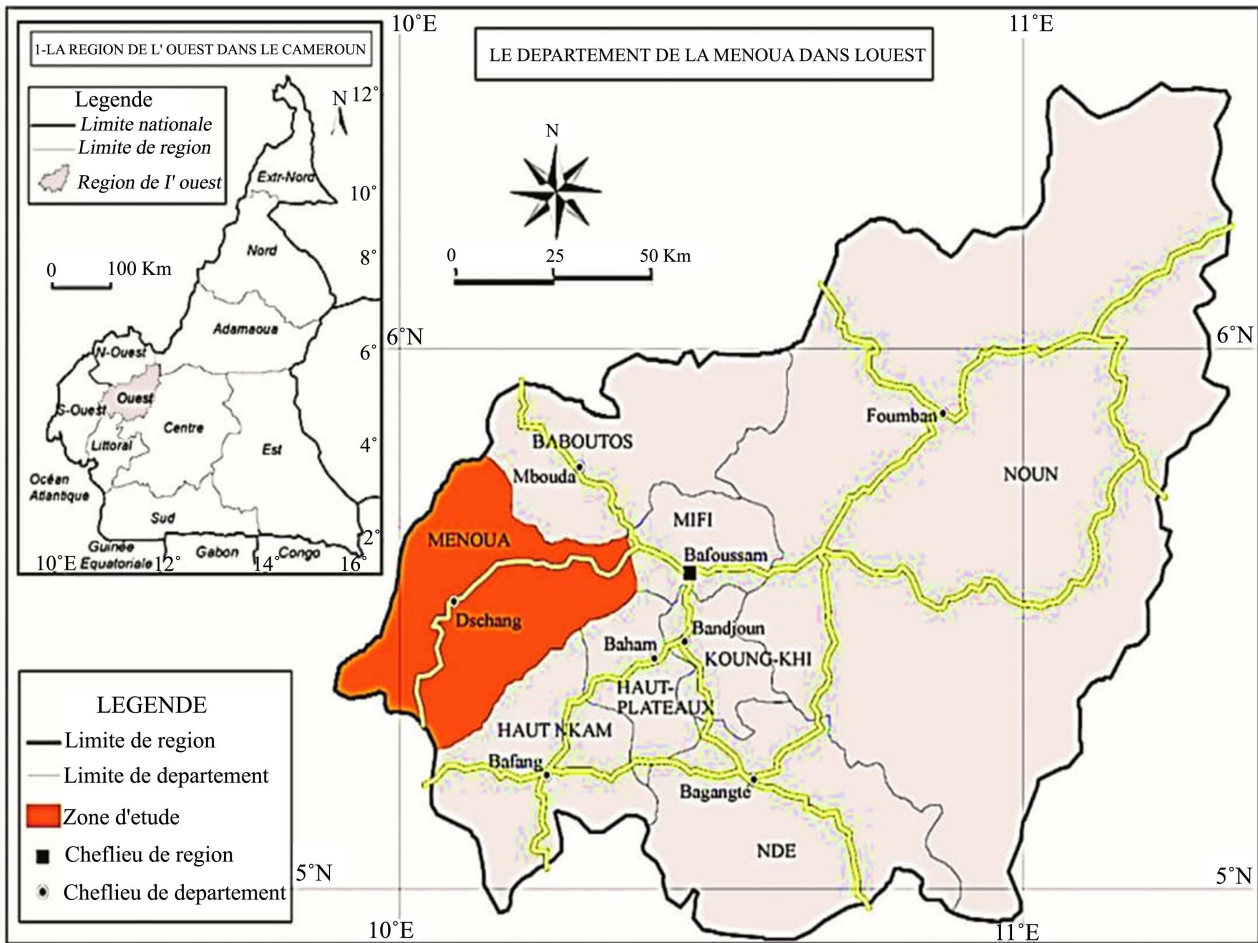 1-LA REGION DE L' OUEST DANS LE CAMEROUN
Legende
Limite nationale
Limite de region
Region de I' ouest
N
12°
10°
8°
6°
4°
2°
0 100 Km
Extr-Nord
Nord
Adamaoua
N-Ouest
Ouest
S-Ouest
Littoral
Centre
Est
Océan
Atlantique
Sud
Guinée
Equatoriale
Gabon
Congo
10°E 12° 14° 16°
10°E
11°E
LE DEPARTEMENT DE LA MENOUA DANS LOUEST
N
0 25 50 Km
6°N
6°N
Foumban
NOUN
BABOUTOS
Mbouda
MIFI
MENOUA
Bafoussam
Dschang
Bandjoun
Baham
KOUNG-KHI
HAUT-
PLATEAUX
HAUT NKAM
Bafang
Bagangté
NDE
LEGENDE
Limite de region
Limite de departement
Zone d'etude
Cheflieu de region
Cheflieu de departement
5°N
5°N
10°E
11°E